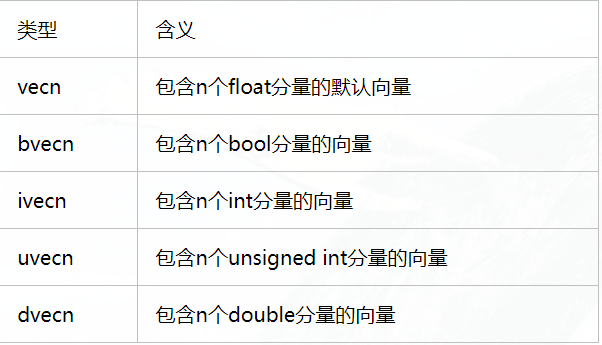 类型 含义
vecn 包含n个float分量的默认向量
bvecn 包含n个bool分量的向量
ivecn 包含n个int分量的向量
uvecn 包含n个unsigned int分量的向量
dvecn 包含n个double分量的向量